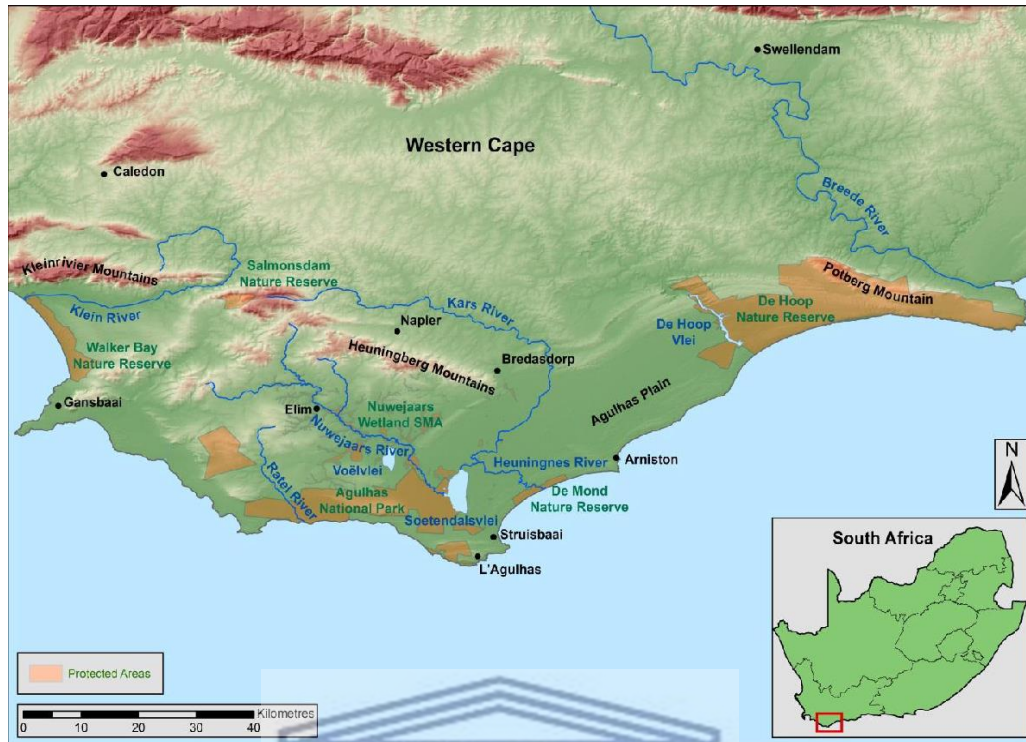 Swellendam
Western Cape
Caledon
Breede River
Kleinrivier Mountains
Salmonsdam
Nature Reserve
Potberg Mountain
Klein River
Kars River
De Hoop
Nature Reserve
Napier
De Hoop
Vlei
Walker Bay
Nature Reserve
Heuningberg Mountains
Bredasdorp
Agulhas Plain
Gansbaai
Elim
Nuwejaars
Wetland SMA
Nuwejaars River
Voëlvlei
Heuningnes River
Arniston
N
Ratel River
Agulhas
National Park
De Mond
Nature Reserve
Soetendalsvlei
Struisbaai
L'Agulhas
South Africa
Protected Areas
Kilometres
0 10 20 30 40